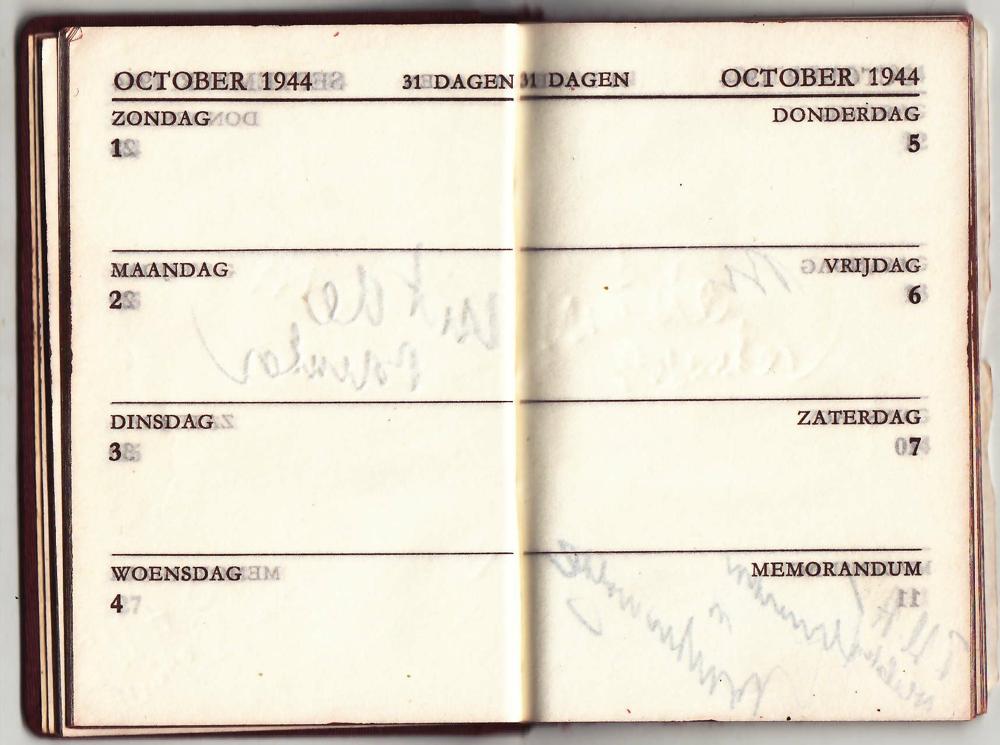 OCTOBER 1944 31 DAGEN
ZONDAG
1
MAANDAG
2
DINSDAG
3
WOENSDAG
4
31 DAGEN OCTOBER 1944
DONDERDAG
5
VRIJDAG
6
ZATERDAG
7
MEMORANDUM